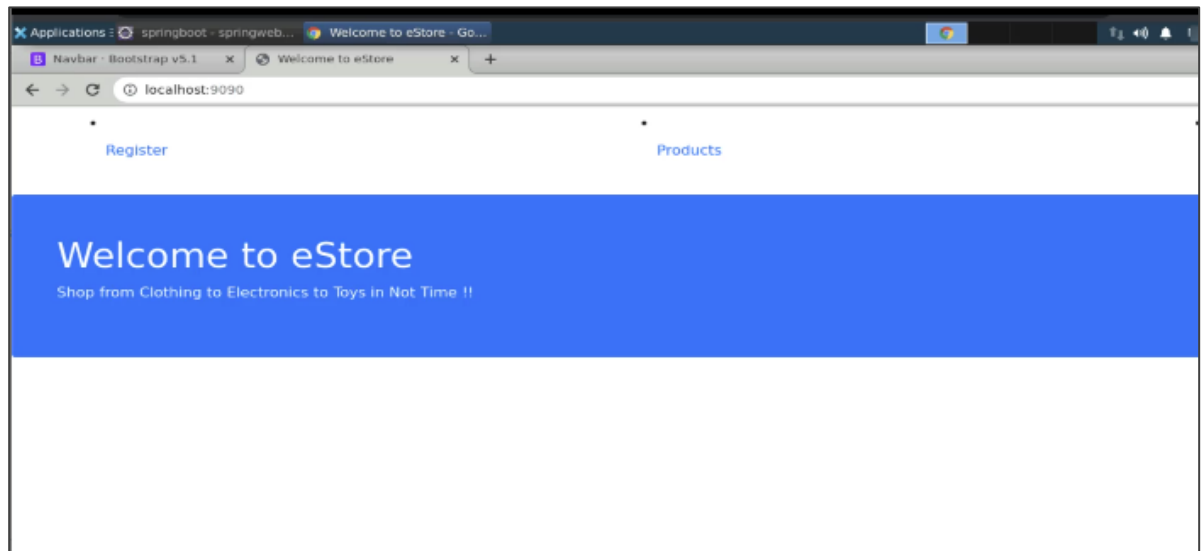 Applications springboot - springweb... Welcome to eStore - Go...
B Navbar · Bootstrap v5.1 Welcome to eStore
localhost:9090
Register Products
Welcome to eStore
Shop from Clothing to Electronics to Toys in Not Time !!